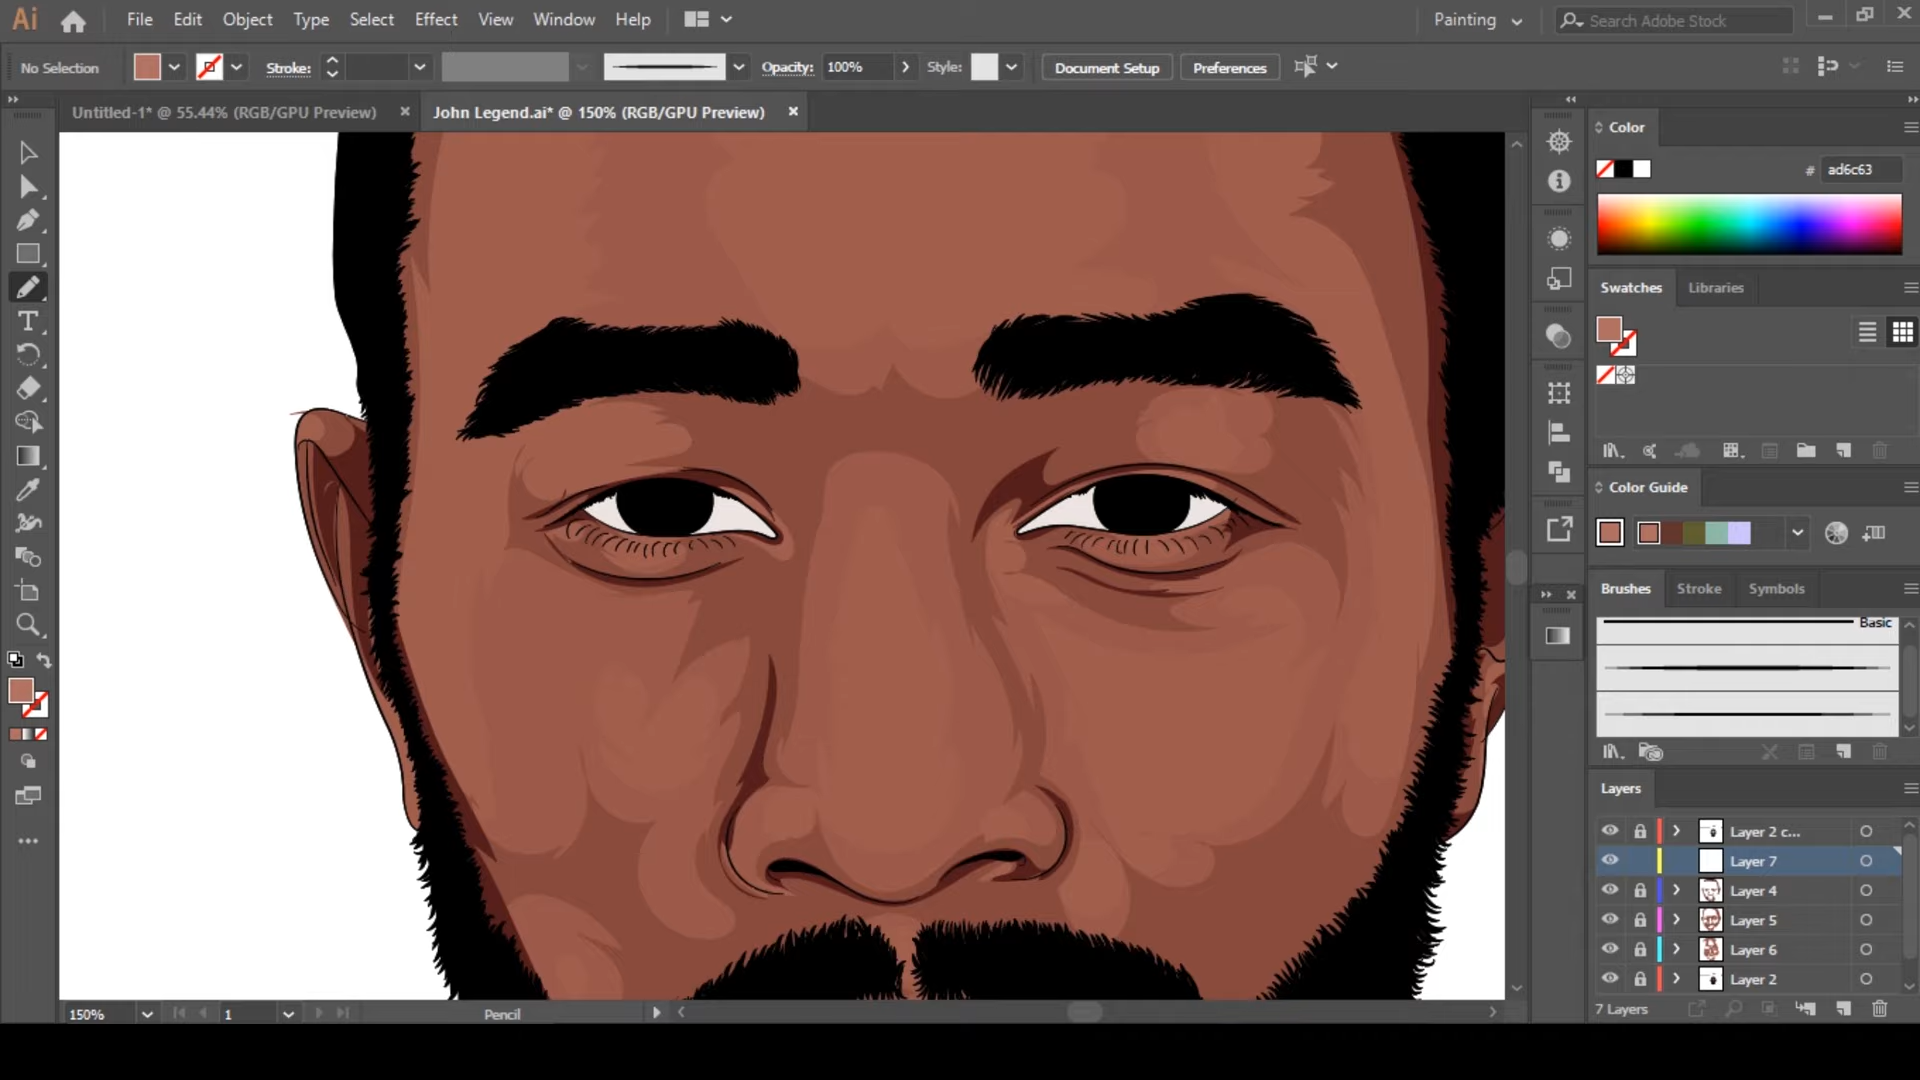 Ai File Edit Object Type Select Effect View Window Help Painting Search Adobe Stock
No Selection Stroke: Opacity: 100% Style: Document Setup Preferences
Untitled-1* @ 55.44% (RGB/GPU Preview) John Legend.ai* @ 150% (RGB/GPU Preview)
Color
# ad6c63
Swatches Libraries
Color Guide
Brushes Stroke Symbols
Basic
Layers
Layer 2 c...
Layer 7
Layer 4
Layer 5
Layer 6
Layer 2
7 Layers
150% 1 Pencil